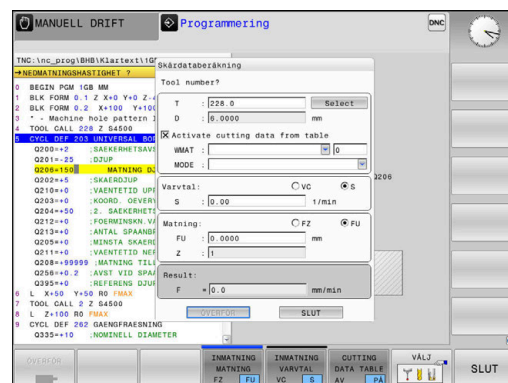 MANUELL DRIFT
Programmering
DNC
TNC:\nc_prog\BHB\Klartext\1G
→NEDMATNINGSHASTIGHET ?
0 BEGIN PGM 1GB MM
1 BLK FORM 0.1 Z X+0 Y+0 Z-
2 BLK FORM 0.2 X+100 Y+10
3 * - Machine hole pattern
4 TOOL CALL 228 Z S4500
5 CYCL DEF 203 UNIVERSAL BO
Q200=+2 ;SAEKERHETSAVS
Q201=-25 ;DJUP
Q206=150 MATNING DJ
Q202=+5 ;SKAERDJUP
Q210=+0 ;VAENTETID UPP
Q203=+0 ;KOORD. OEVERY
Q204=+50 ;2. SAEKERHETS
Q212=+0 ;FOERMINSKN.VA
Q213=+0 ;ANTAL SPAANBR
Q205=+0 ;MINSTA SKAERD
Q211=+0 ;VAENTETID NER
Q208=+99999 ;MATNING TILL
Q256=+0.2 ;AVST VID SPAA
Q395=+0 ;REFERENS DJUP
6 L X+50 Y+50 R0 FMAX
7 TOOL CALL 2 Z S4500
8 L Z+100 R0 FMAX
9 CYCL DEF 262 GAENGFRAESNING
Q335=+10 ;NOMINELL DIAMETER
Skärdataberäkning
Tool number?
T : 228.0 Select
D : 6.0000 mm
Activate cutting data from table
WMAT : 0
MODE :
Varvtal: VC S
S : 0.0000 1/min
Matning: FZ FU
FU : 0.0000 mm
Z : 1
Result:
F = 0.0 mm/min
ÖVERFÖR SLUT
Q206
ÖVERFÖR
INMATNING MATNING
FZ FU
INMATNING VARVTAL
VC S
CUTTING DATA TABLE
AV PÅ
VÄLJ
SLUT